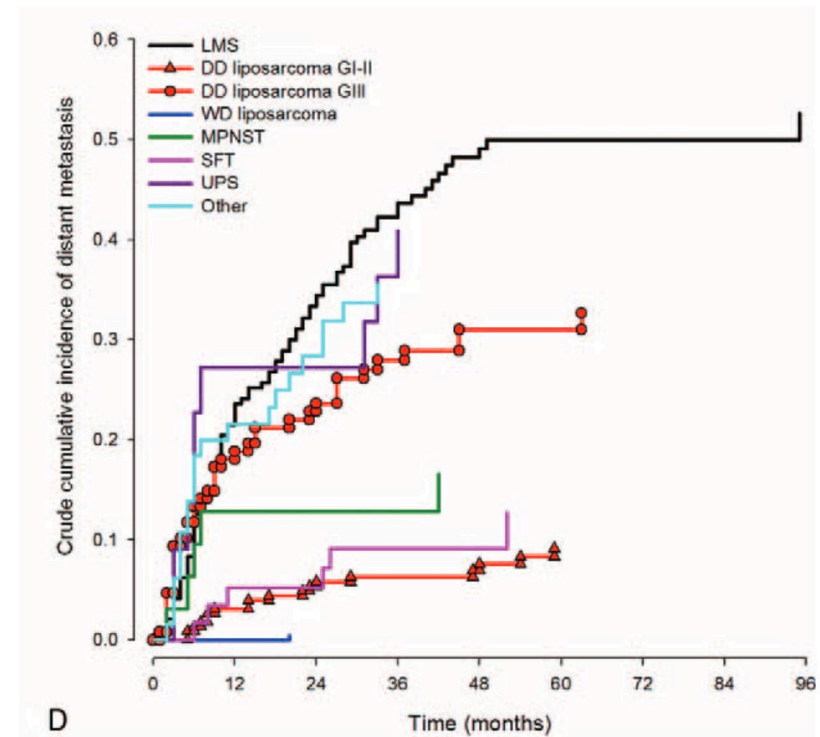 Crude cumulative incidence of distant metastasis
0.6
0.5
0.4
0.3
0.2
0.1
0.0
LMS
DD liposarcoma GI-II
DD liposarcoma GIII
WD liposarcoma
MPNST
SFT
UPS
Other
0 12 24 36 48 60 72 84 96
Time (months)
D